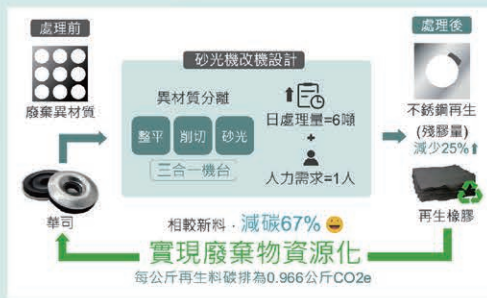 處理前
廢棄異材質
華司
砂光機改機設計
異材質分離
整平 削切 砂光
三合一機台
日處理量=6噸
+
人力需求=1人
處理後
不銹鋼再生
(殘膠量)
減少25%⬆
再生橡膠
相較新料,減碳67%
實現廢棄物資源化
每公斤再生料碳排為0.966公斤CO2e